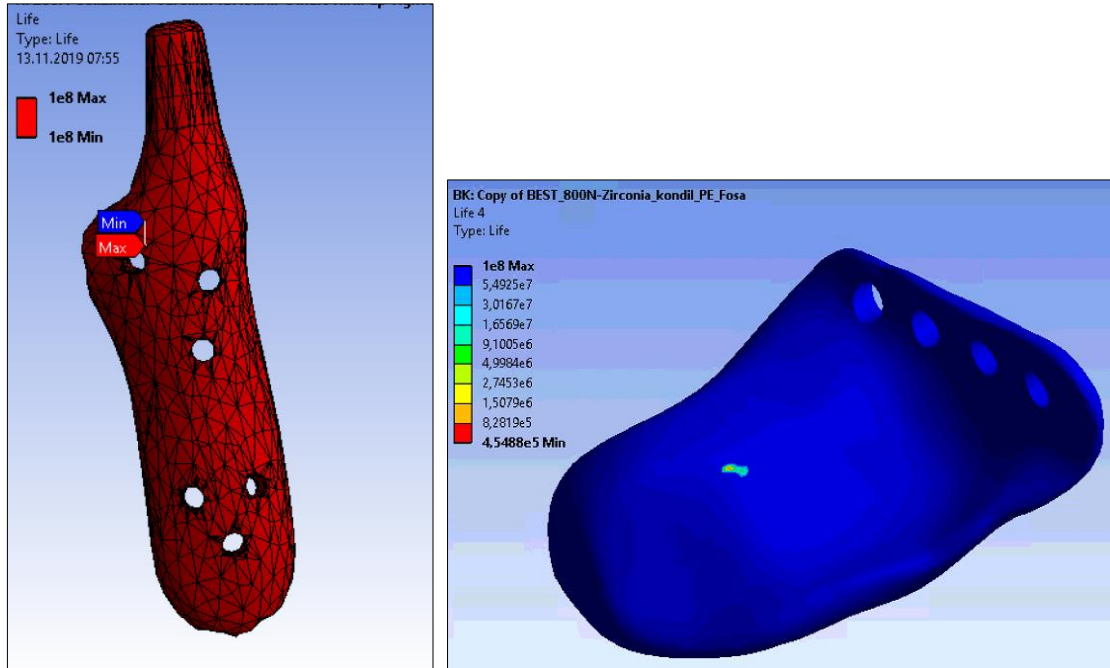 Life
Type: Life
13.11.2019 07:55
1e8 Max
1e8 Min
Min
Max
BK: Copy of BEST_800N-Zirconia_kondil_PE_Fosa
Life 4
Type: Life
1e8 Max
5,4925e7
3,0167e7
1,6569e7
9,1005e6
4,9984e6
2,7453e6
1,5079e6
8,2819e5
4,5488e5 Min